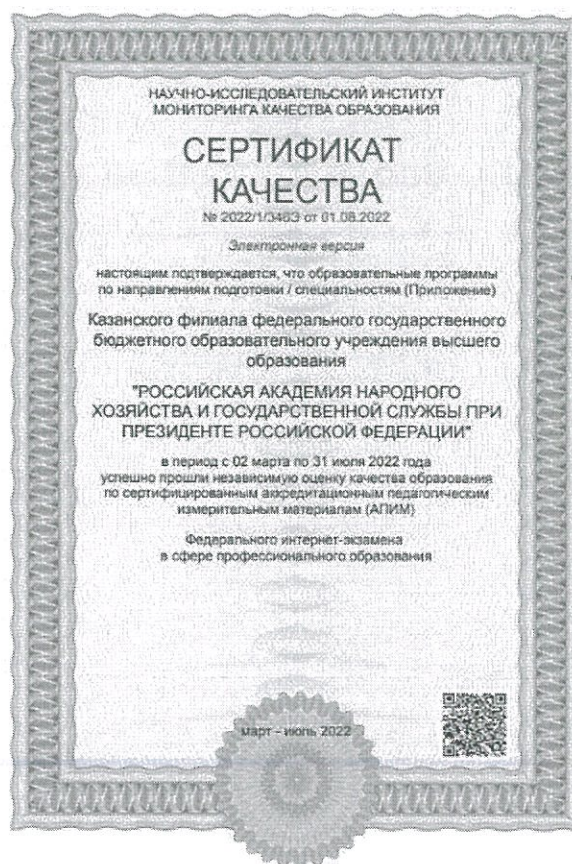 НАУЧНО-ИССЛЕДОВАТЕЛЬСКИЙ ИНСТИТУТ
МОНИТОРИНГА КАЧЕСТВА ОБРАЗОВАНИЯ
СЕРТИФИКАТ
КАЧЕСТВА
№ 2022/1/346Э от 01.08.2022
Электронная версия
настоящим подтверждается, что образовательные программы
по направлениям подготовки / специальностям (Приложение)
Казанского филиала федерального государственного
бюджетного образовательного учреждения высшего
образования
"РОССИЙСКАЯ АКАДЕМИЯ НАРОДНОГО
ХОЗЯЙСТВА И ГОСУДАРСТВЕННОЙ СЛУЖБЫ ПРИ
ПРЕЗИДЕНТЕ РОССИЙСКОЙ ФЕДЕРАЦИИ"
в период с 02 марта по 31 июля 2022 года
успешно прошли независимую оценку качества образования
по сертифицированным аккредитационным педагогическим
измерительным материалам (АПИМ)
Федерального интернет-экзамена
в сфере профессионального образования
март - июль 2022